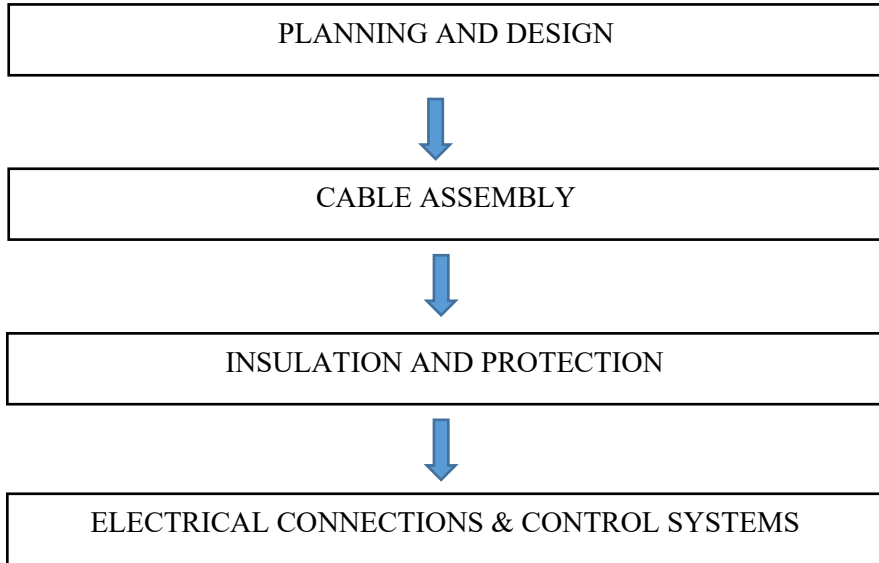 PLANNING AND DESIGN
CABLE ASSEMBLY
INSULATION AND PROTECTION
ELECTRICAL CONNECTIONS & CONTROL SYSTEMS